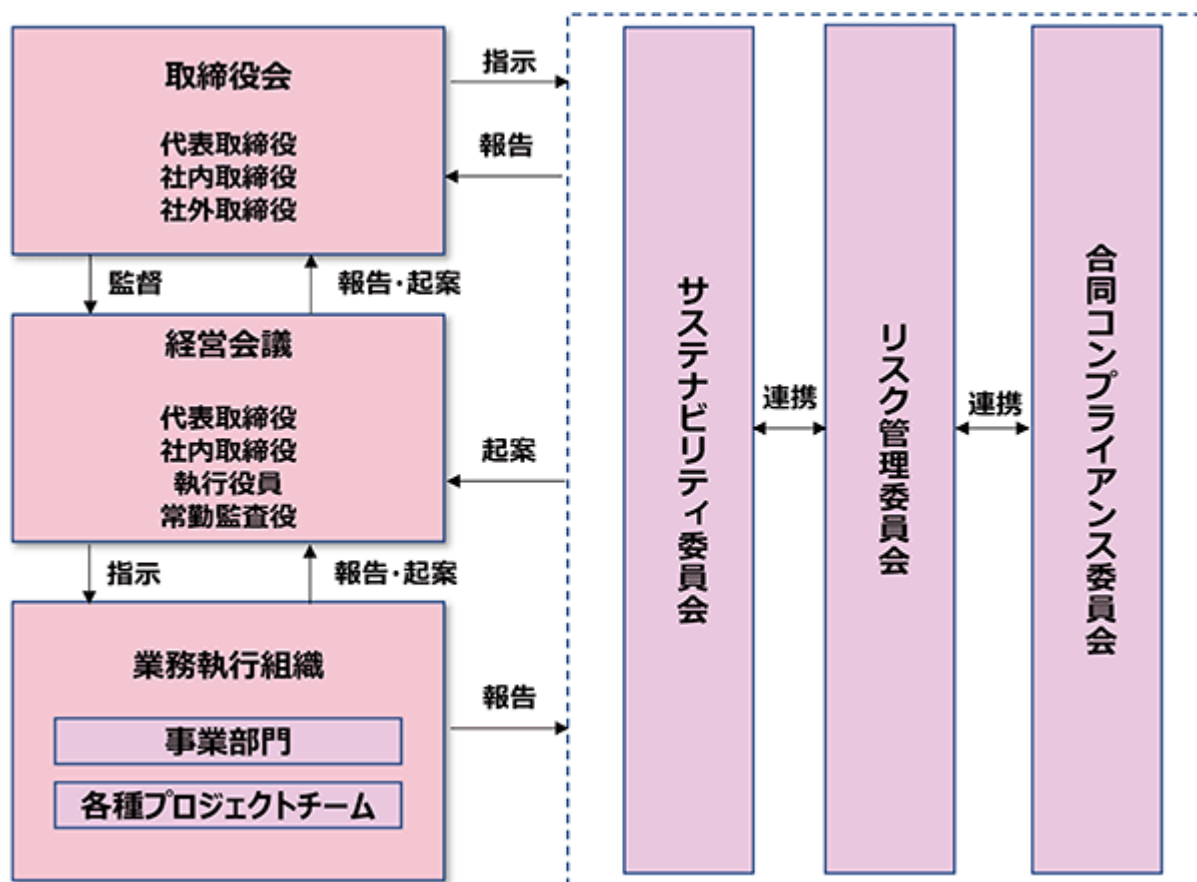 取締役会
代表取締役
社内取締役
社外取締役
指示
報告
監督
報告・起案
経営会議
代表取締役
社内取締役
執行役員
常勤監査役
起案
指示
報告・起案
業務執行組織
事業部門
各種プロジェクトチーム
報告
サステナビリティ委員会
連携
リスク管理委員会
連携
合同コンプライアンス委員会